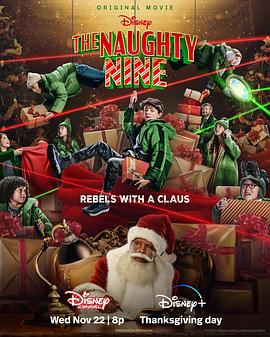 ORIGINAL MOVIE
Disney
THE NAUGHTY
NINE
REBELS WITH A CLAUS
Disney CHANNEL Disney+
Wed Nov 22 | 8p Thanksgiving day